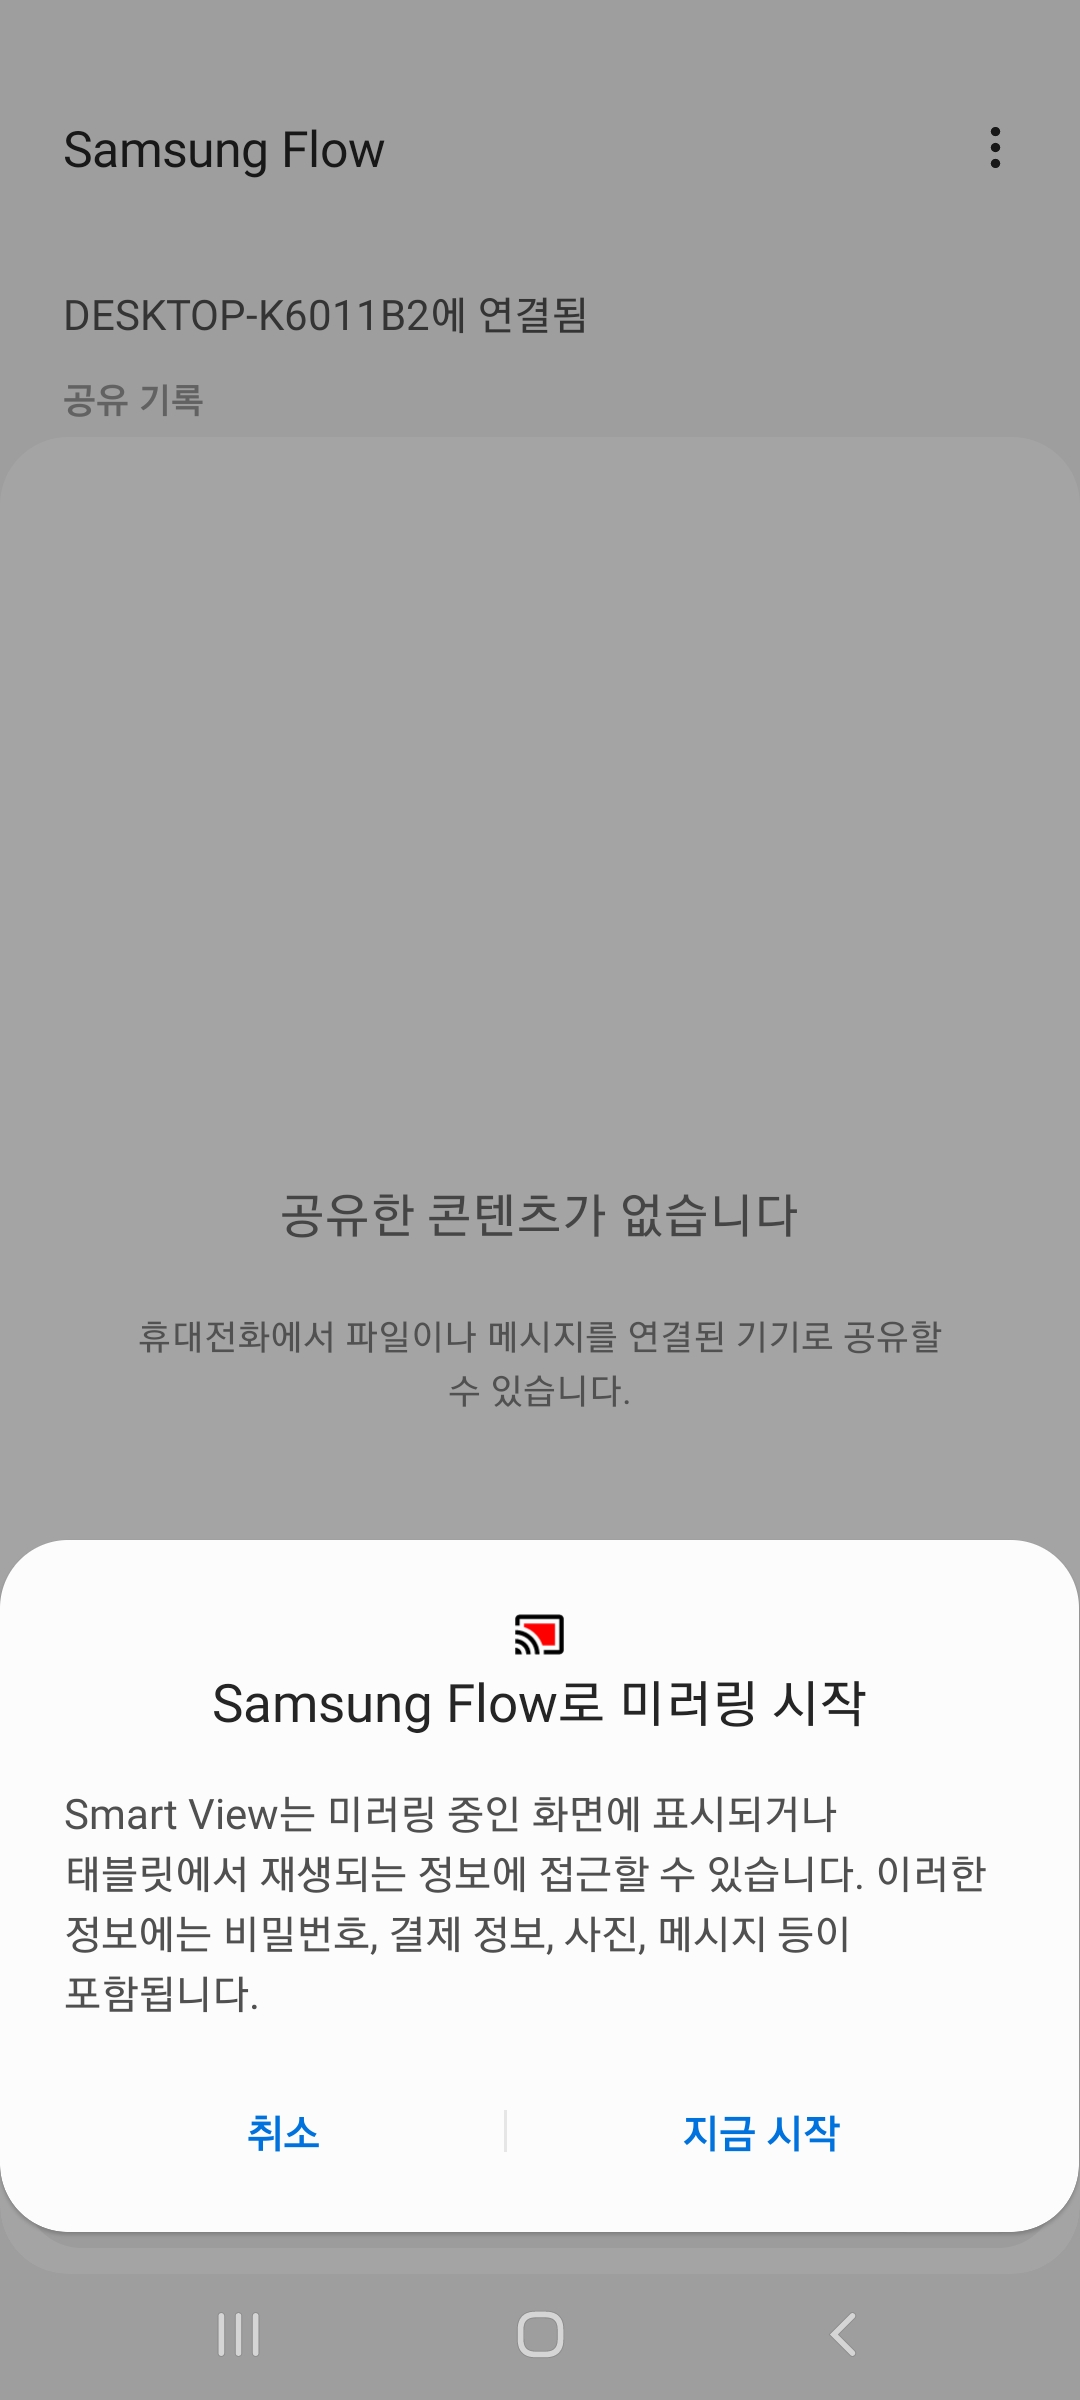 Samsung Flow
DESKTOP-K6011B2에 연결됨
공유 기록
공유한 콘텐츠가 없습니다
휴대전화에서 파일이나 메시지를 연결된 기기로 공유할
수 있습니다.
Samsung Flow로 미러링 시작
Smart View는 미러링 중인 화면에 표시되거나
태블릿에서 재생되는 정보에 접근할 수 있습니다. 이러한
정보에는 비밀번호, 결제 정보, 사진, 메시지 등이
포함됩니다.
취소
지금 시작